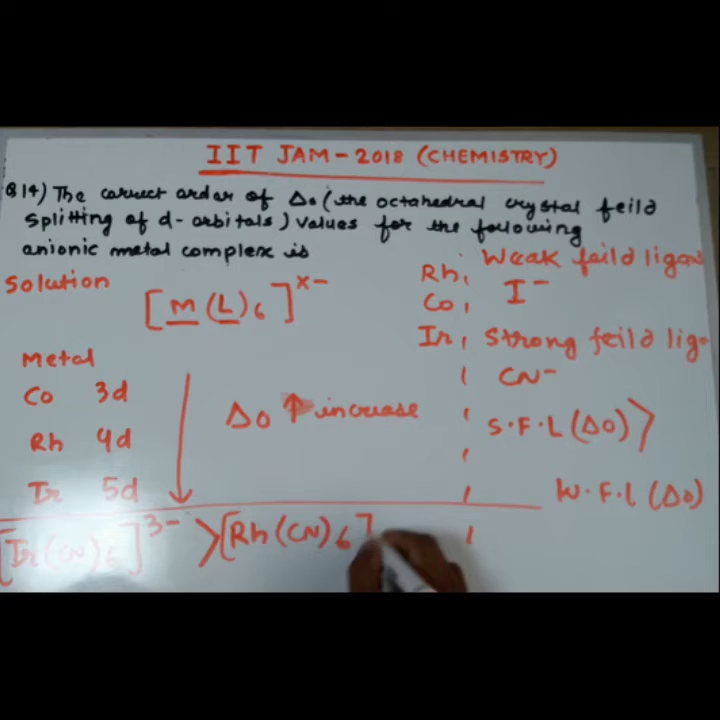 IIT JAM-2018 (CHEMISTRY)
Q14) The correct order of Δo (the octahedral crystal feild
splitting of d-orbitals) values for the following
anionic metal complex is
Solution
[M(L)6]x-
Metal
Co 3d
Rh 4d
Ir 5d
Δo ↑ increase
Rh
Co
Ir
Weak feild ligand
I-
Strong feild lig
CN-
S.F.L(Δo) >
W.F.L(Δo)
[Ir(CN)6]3- > [Rh(CN)6]